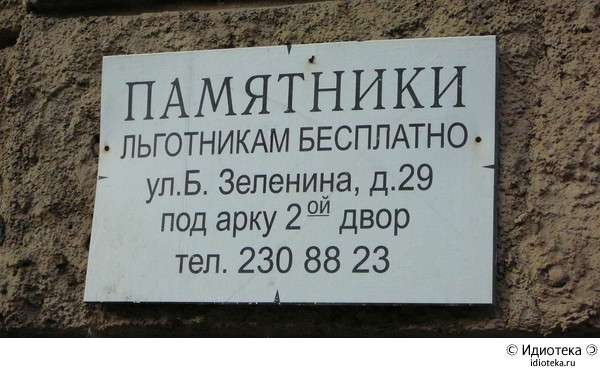 ПАМЯТНИКИ
ЛЬГОТНИКАМ БЕСПЛАТНО
ул.Б. Зеленина, д.29
под арку 2ой двор
тел. 230 88 23
© Идиотека Э
idioteka.ru